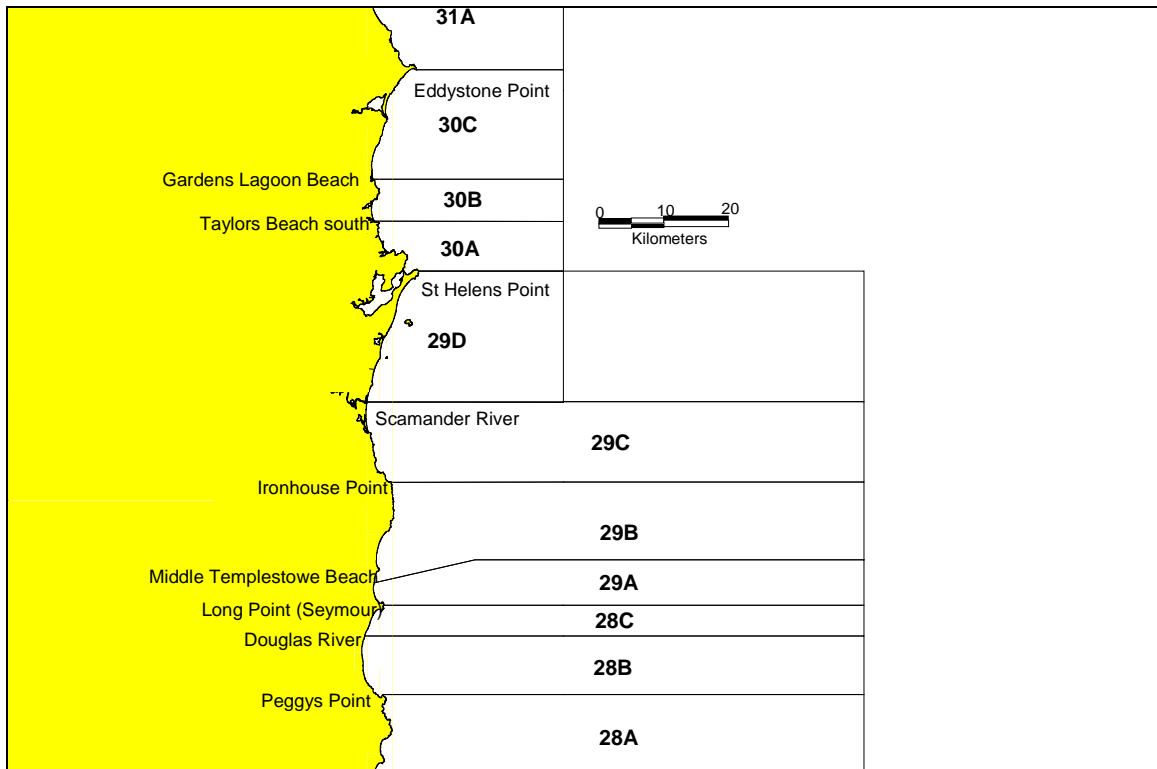 31A
Eddystone Point
30C
Gardens Lagoon Beach
30B
Taylors Beach south
0 10 20
Kilometers
30A
St Helens Point
29D
Scamander River
29C
Ironhouse Point
29B
Middle Templestowe Beach
29A
Long Point (Seymour)
28C
Douglas River
28B
Peggys Point
28A